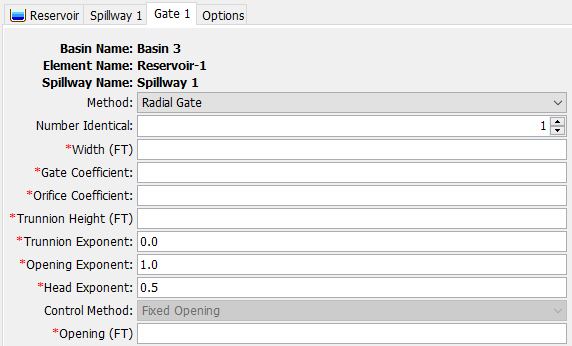 Reservoir Spillway 1 Gate 1 Options
Basin Name: Basin 3
Element Name: Reservoir-1
Spillway Name: Spillway 1
Method: Radial Gate
Number Identical: 1
*Width (FT)
*Gate Coefficient:
*Orifice Coefficient:
*Trunnion Height (FT)
*Trunnion Exponent: 0.0
*Opening Exponent: 1.0
*Head Exponent: 0.5
Control Method: Fixed Opening
*Opening (FT)